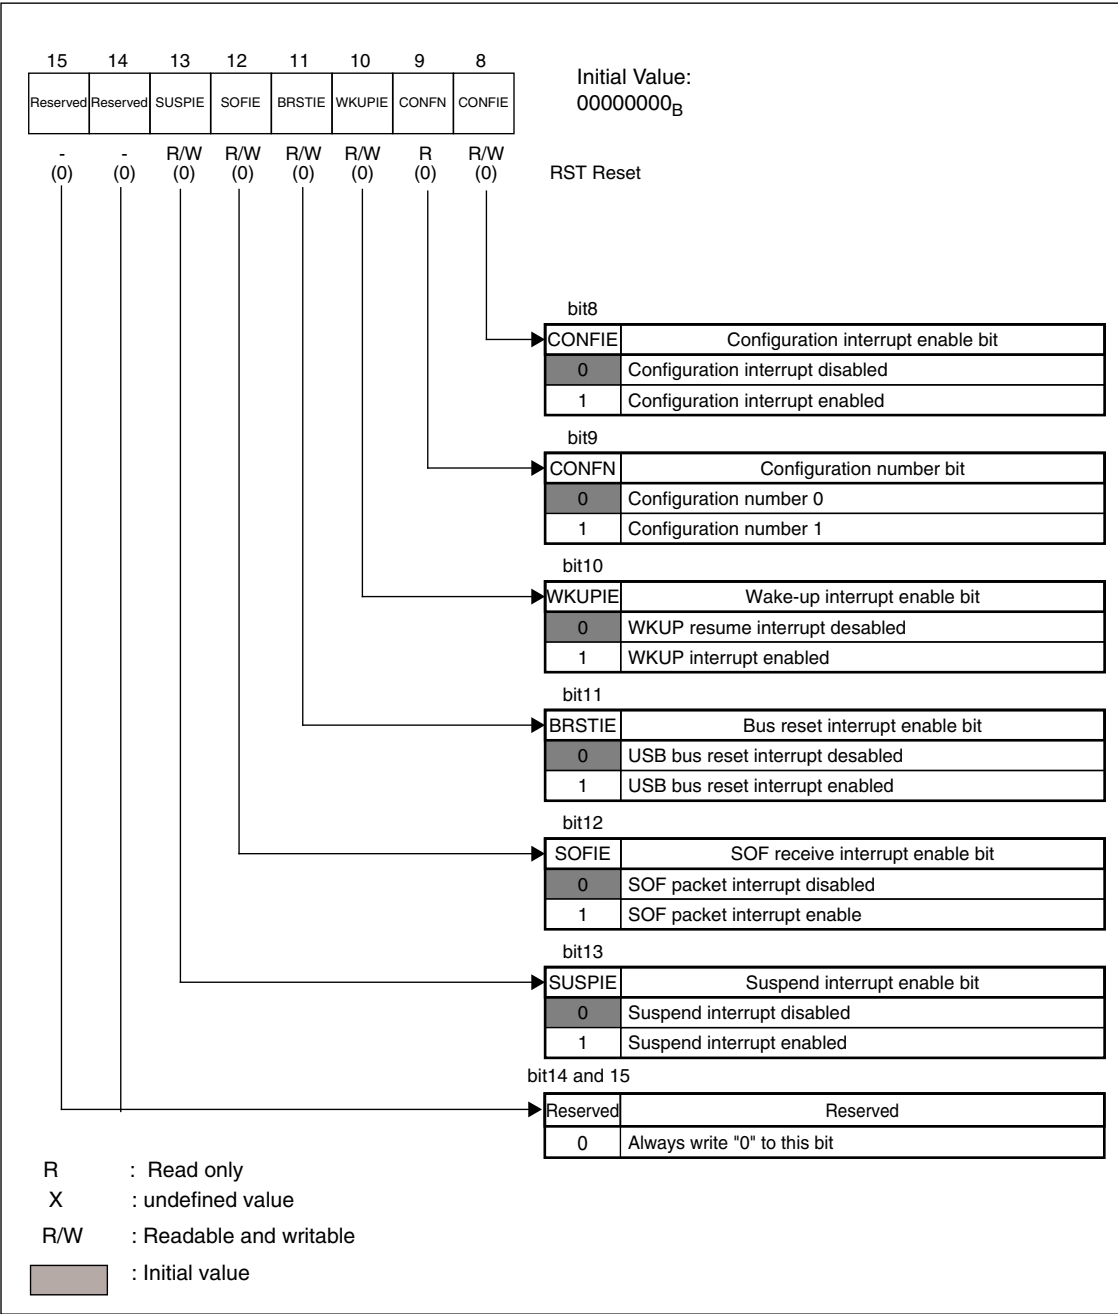 15 14 13 12 11 10 9 8
Reserved Reserved SUSPIE SOFIE BRSTIE WKUPIE CONFN CONFIE
Initial Value:
00000000B
- - R/W R/W R/W R/W R R/W
(0) (0) (0) (0) (0) (0) (0) (0)
RST Reset
bit8
CONFIE Configuration interrupt enable bit
0 Configuration interrupt disabled
1 Configuration interrupt enabled
bit9
CONFN Configuration number bit
0 Configuration number 0
1 Configuration number 1
bit10
WKUPIE Wake-up interrupt enable bit
0 WKUP resume interrupt desabled
1 WKUP interrupt enabled
bit11
BRSTIE Bus reset interrupt enable bit
0 USB bus reset interrupt desabled
1 USB bus reset interrupt enabled
bit12
SOFIE SOF receive interrupt enable bit
0 SOF packet interrupt disabled
1 SOF packet interrupt enable
bit13
SUSPIE Suspend interrupt enable bit
0 Suspend interrupt disabled
1 Suspend interrupt enabled
bit14 and 15
Reserved Reserved
0 Always write "0" to this bit
R : Read only
X : undefined value
R/W : Readable and writable
: Initial value